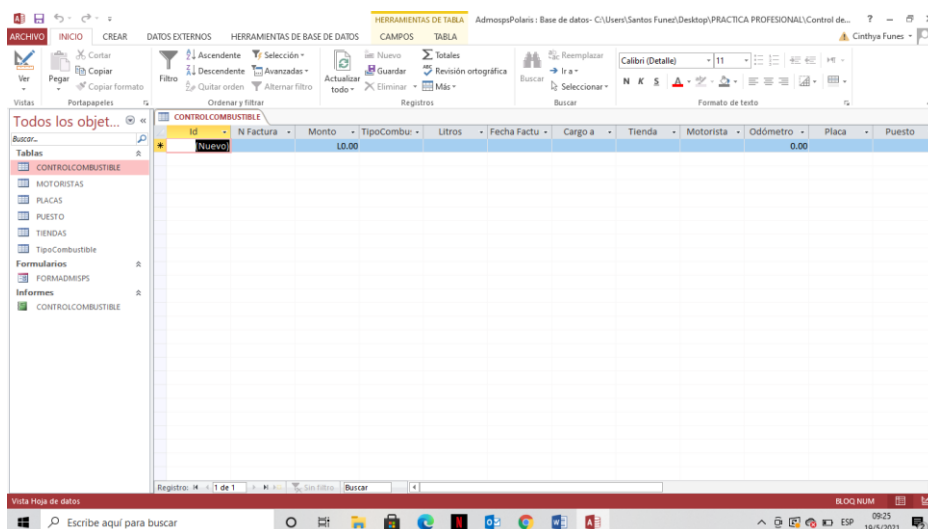 HERRAMIENTAS DE TABLA AdmospsPolaris : Base de datos- C:\Users\Santos Funez\Desktop\PRACTICA PROFESIONAL\Control de... ?
ARCHIVO INICIO CREAR DATOS EXTERNOS HERRAMIENTAS DE BASE DE DATOS CAMPOS TABLA Cinthya Funes
Ver
Vistas
Pegar
Cortar
Copiar
Copiar formato
Portapapeles
Filtro
Ascendente
Descendente
Quitar orden
Selección
Avanzadas
Alternar filtro
Ordenar y filtrar
Actualizar todo
Nuevo
Guardar
Eliminar
Totales
Revisión ortográfica
Más
Registros
Buscar
Reemplazar
Ir a
Seleccionar
Buscar
Calibri (Detalle) 11
N K S A
Formato de texto
Todos los objet... «
Buscar...
Tablas
CONTROLCOMBUSTIBLE
MOTORISTAS
PLACAS
PUESTO
TIENDAS
TipoCombustible
Formularios
FORMADMISPS
Informes
CONTROLCOMBUSTIBLE
CONTROLCOMBUSTIBLE
Id N Factura Monto TipoCombu: Litros Fecha Factu Cargo a Tienda Motorista Odómetro Placa Puesto
(Nuevo) L0.00 0.00
Registro: 1 de 1 Sin filtro Buscar
Vista Hoja de datos BLOQ NUM
Escribe aquí para buscar ESP 09:25
19/5/2021